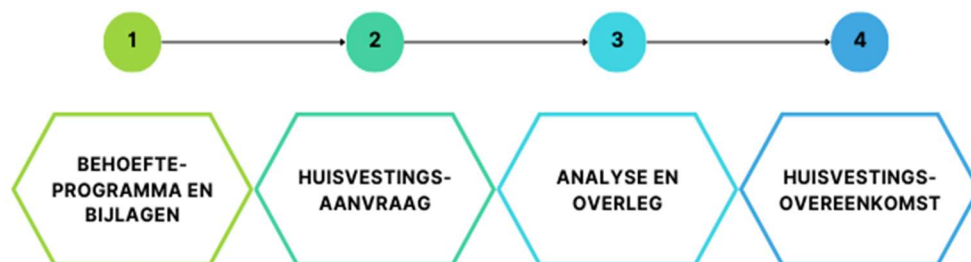 1
2
3
4
BEHOEFTE-
PROGRAMMA EN
BIJLAGEN
HUISVESTINGS-
AANVRAAG
ANALYSE EN
OVERLEG
HUISVESTINGS-
OVEREENKOMST